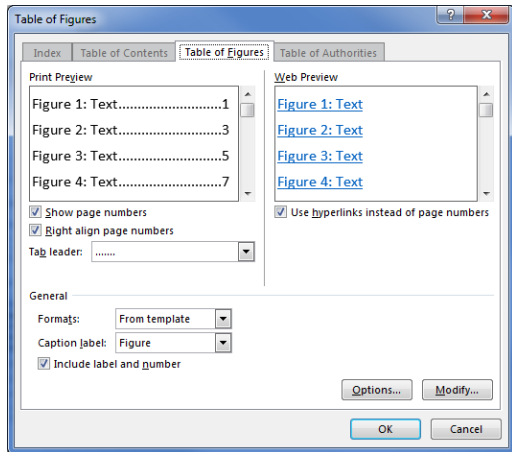 Table of Figures
Index Table of Contents Table of Figures Table of Authorities
Print Preview
Figure 1: Text..........................1
Figure 2: Text..........................3
Figure 3: Text..........................5
Figure 4: Text..........................7
Show page numbers
Right align page numbers
Tab leader: .......
Web Preview
Figure 1: Text
Figure 2: Text
Figure 3: Text
Figure 4: Text
Use hyperlinks instead of page numbers
General
Formats: From template
Caption label: Figure
Include label and number
Options... Modify...
OK Cancel